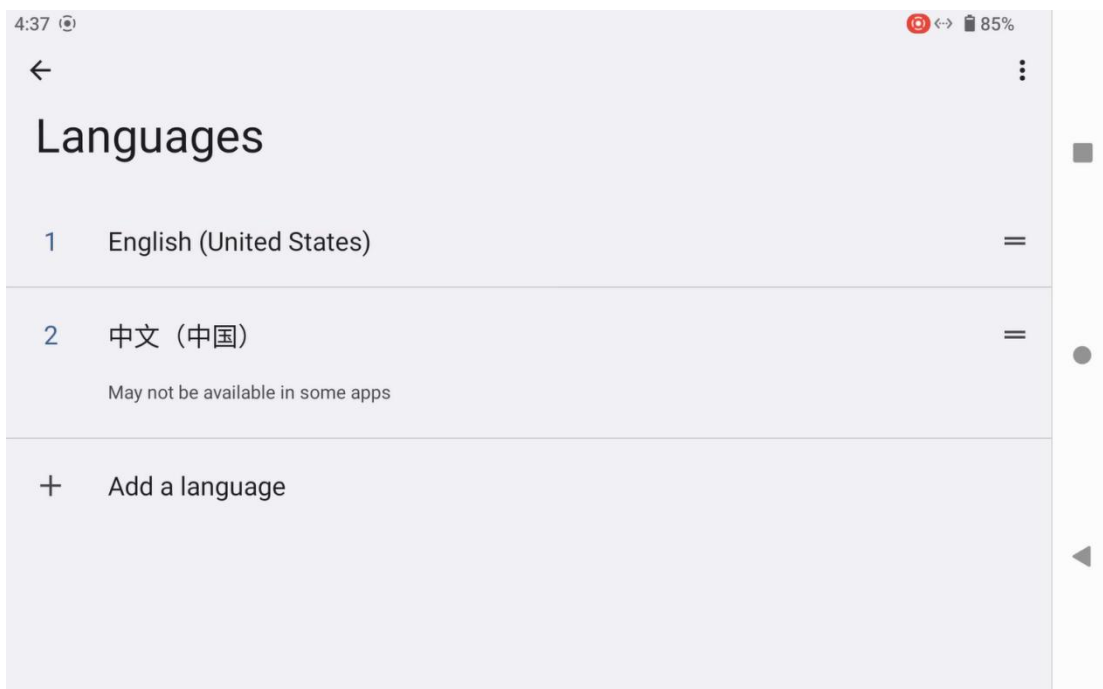 4:37
85%
Languages
1 English (United States)
2 中文（中国）
May not be available in some apps
+ Add a language